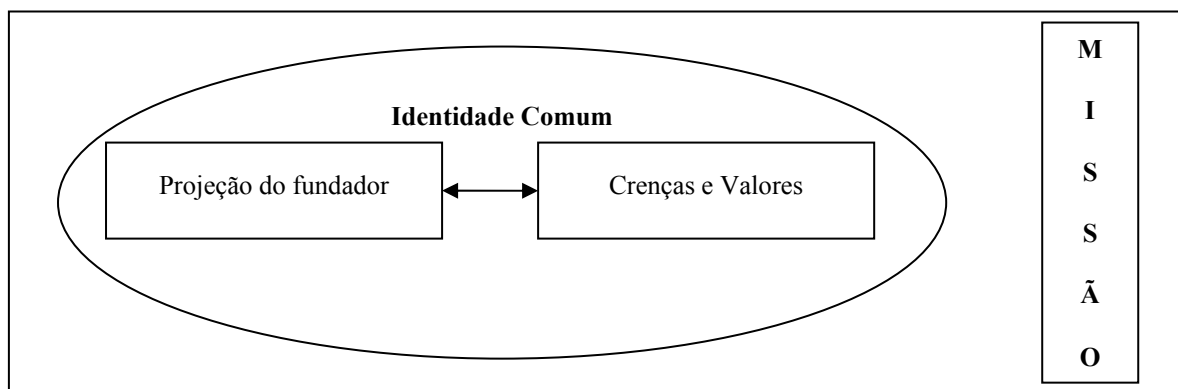 Identidade Comum
Projeção do fundador
Crenças e Valores
M
I
S
S
Ã
O